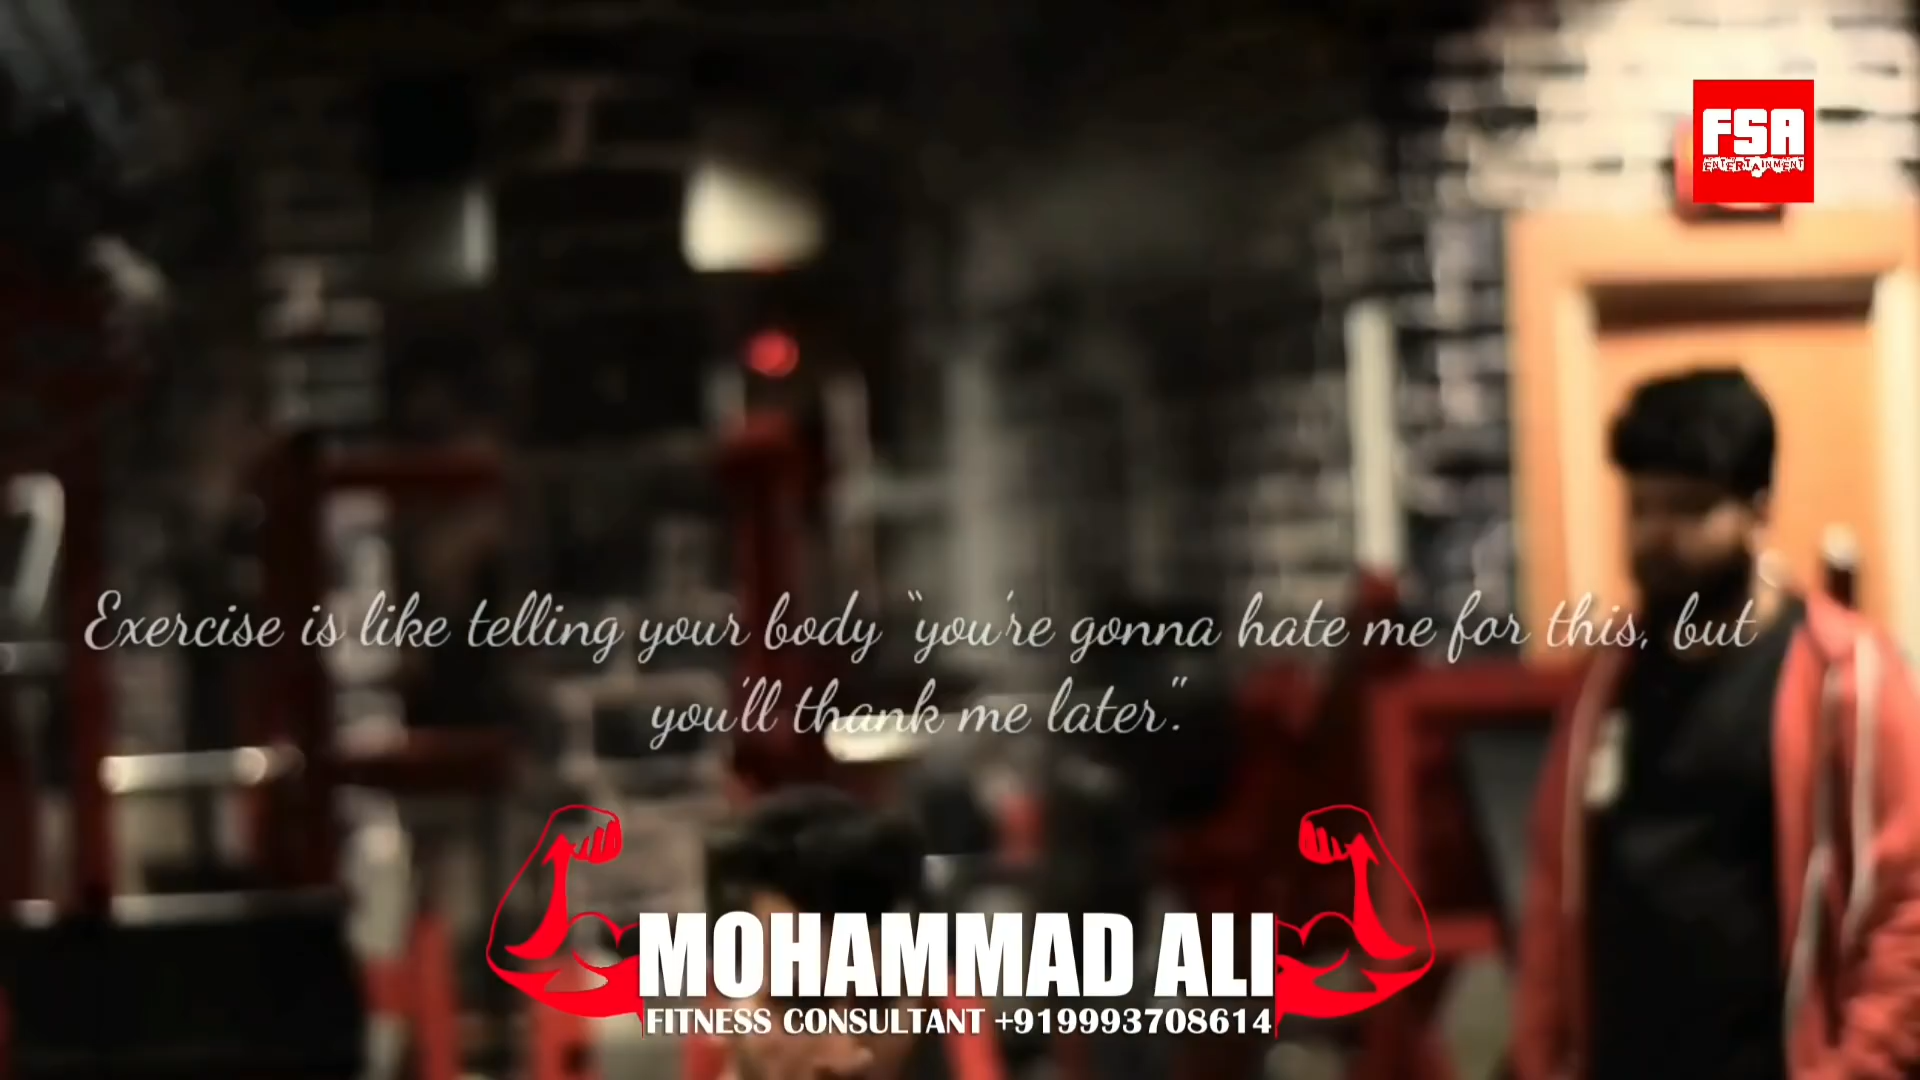 FSA
ENTERTAINMENT
Exercise is like telling your body “you're gonna hate me for this, but
you'll thank me later.”
MOHAMMAD ALI
FITNESS CONSULTANT +919993708614